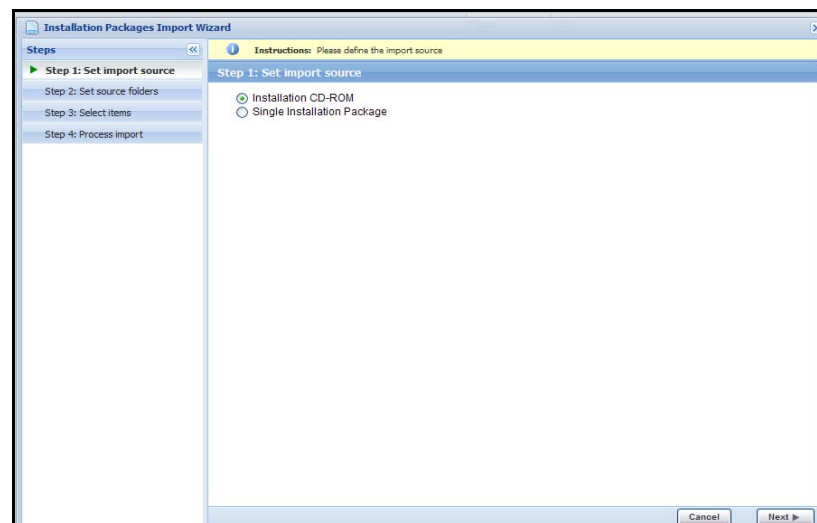 Installation Packages Import Wizard
Steps
Instructions: Please define the import source
Step 1: Set import source
Step 2: Set source folders
Step 3: Select items
Step 4: Process import
Step 1: Set import source
Installation CD-ROM
Single Installation Package
Cancel
Next